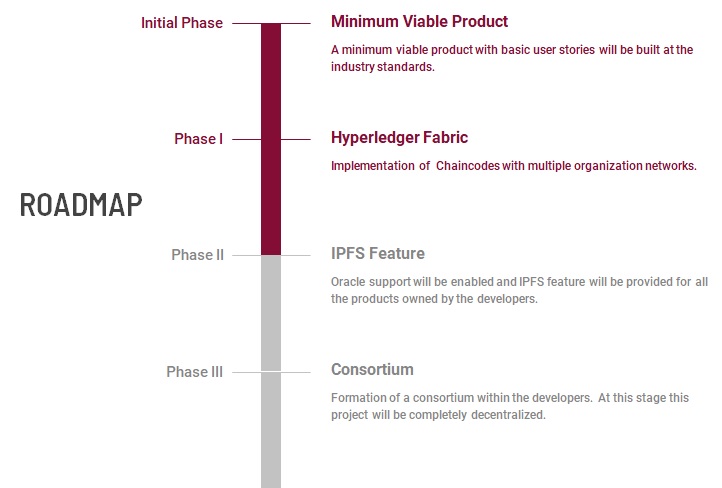 Initial Phase
Minimum Viable Product
A minimum viable product with basic user stories will be built at the
industry standards.
Phase I
Hyperledger Fabric
Implementation of Chaincodes with multiple organization networks.
ROADMAP
Phase II
IPFS Feature
Oracle support will be enabled and IPFS feature will be provided for all
the products owned by the developers.
Phase III
Consortium
Formation of a consortium within the developers. At this stage this
project will be completely decentralized.